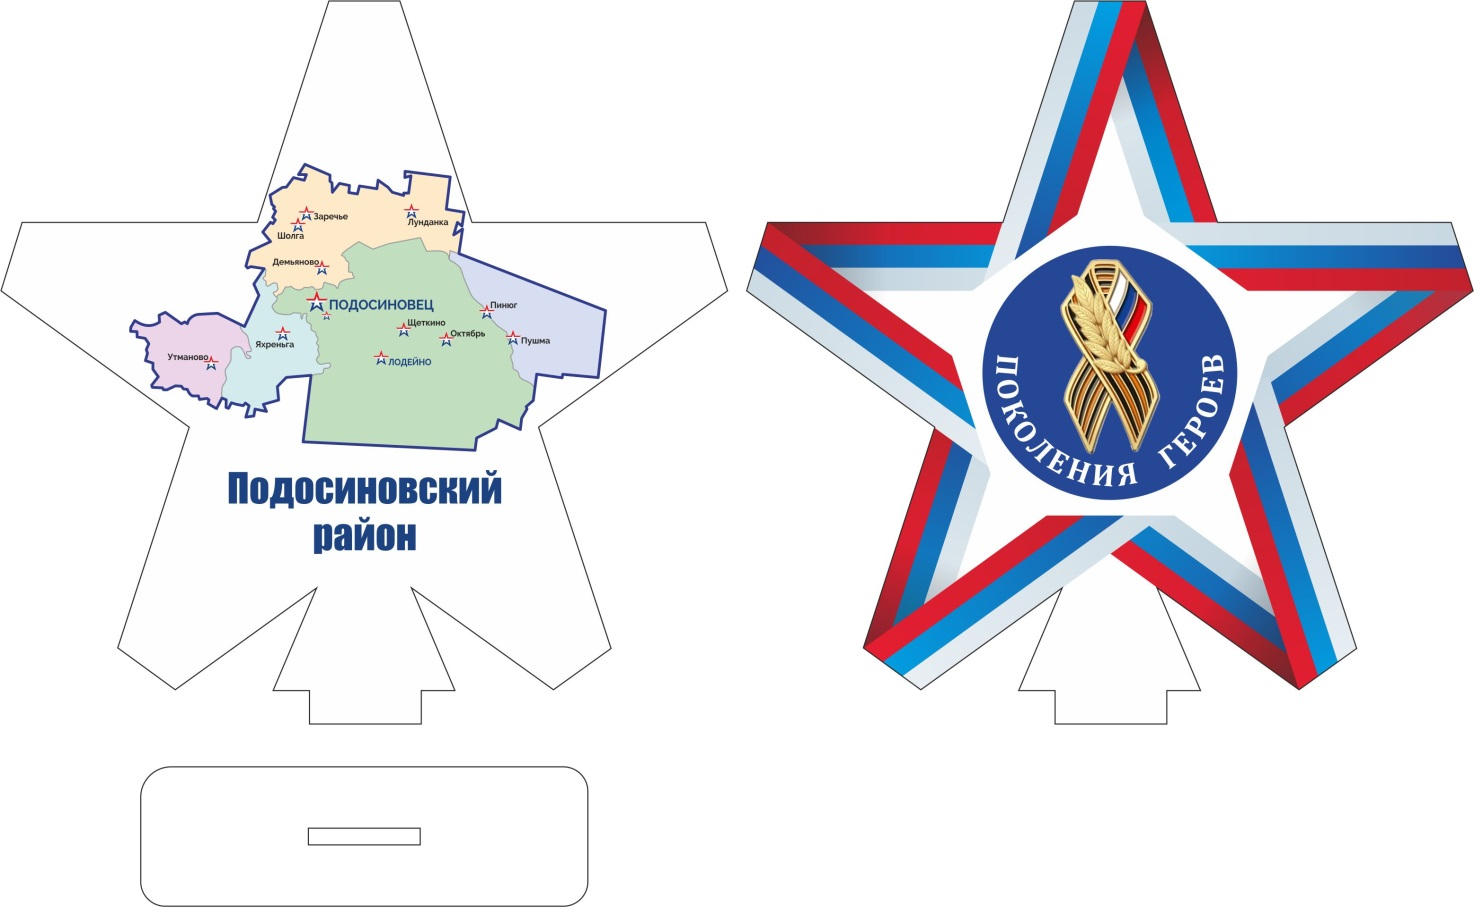 Заречье
Лунданка
Шолга
Демьяново
ПОДОСИНОВЕЦ
Пинюг
Щеткино
Октябрь
Пушма
Яхреньга
Утманово
ЛОДЕЙНО
Подосиновский
район
ПОКОЛЕНИЯ ГЕРОЕВ